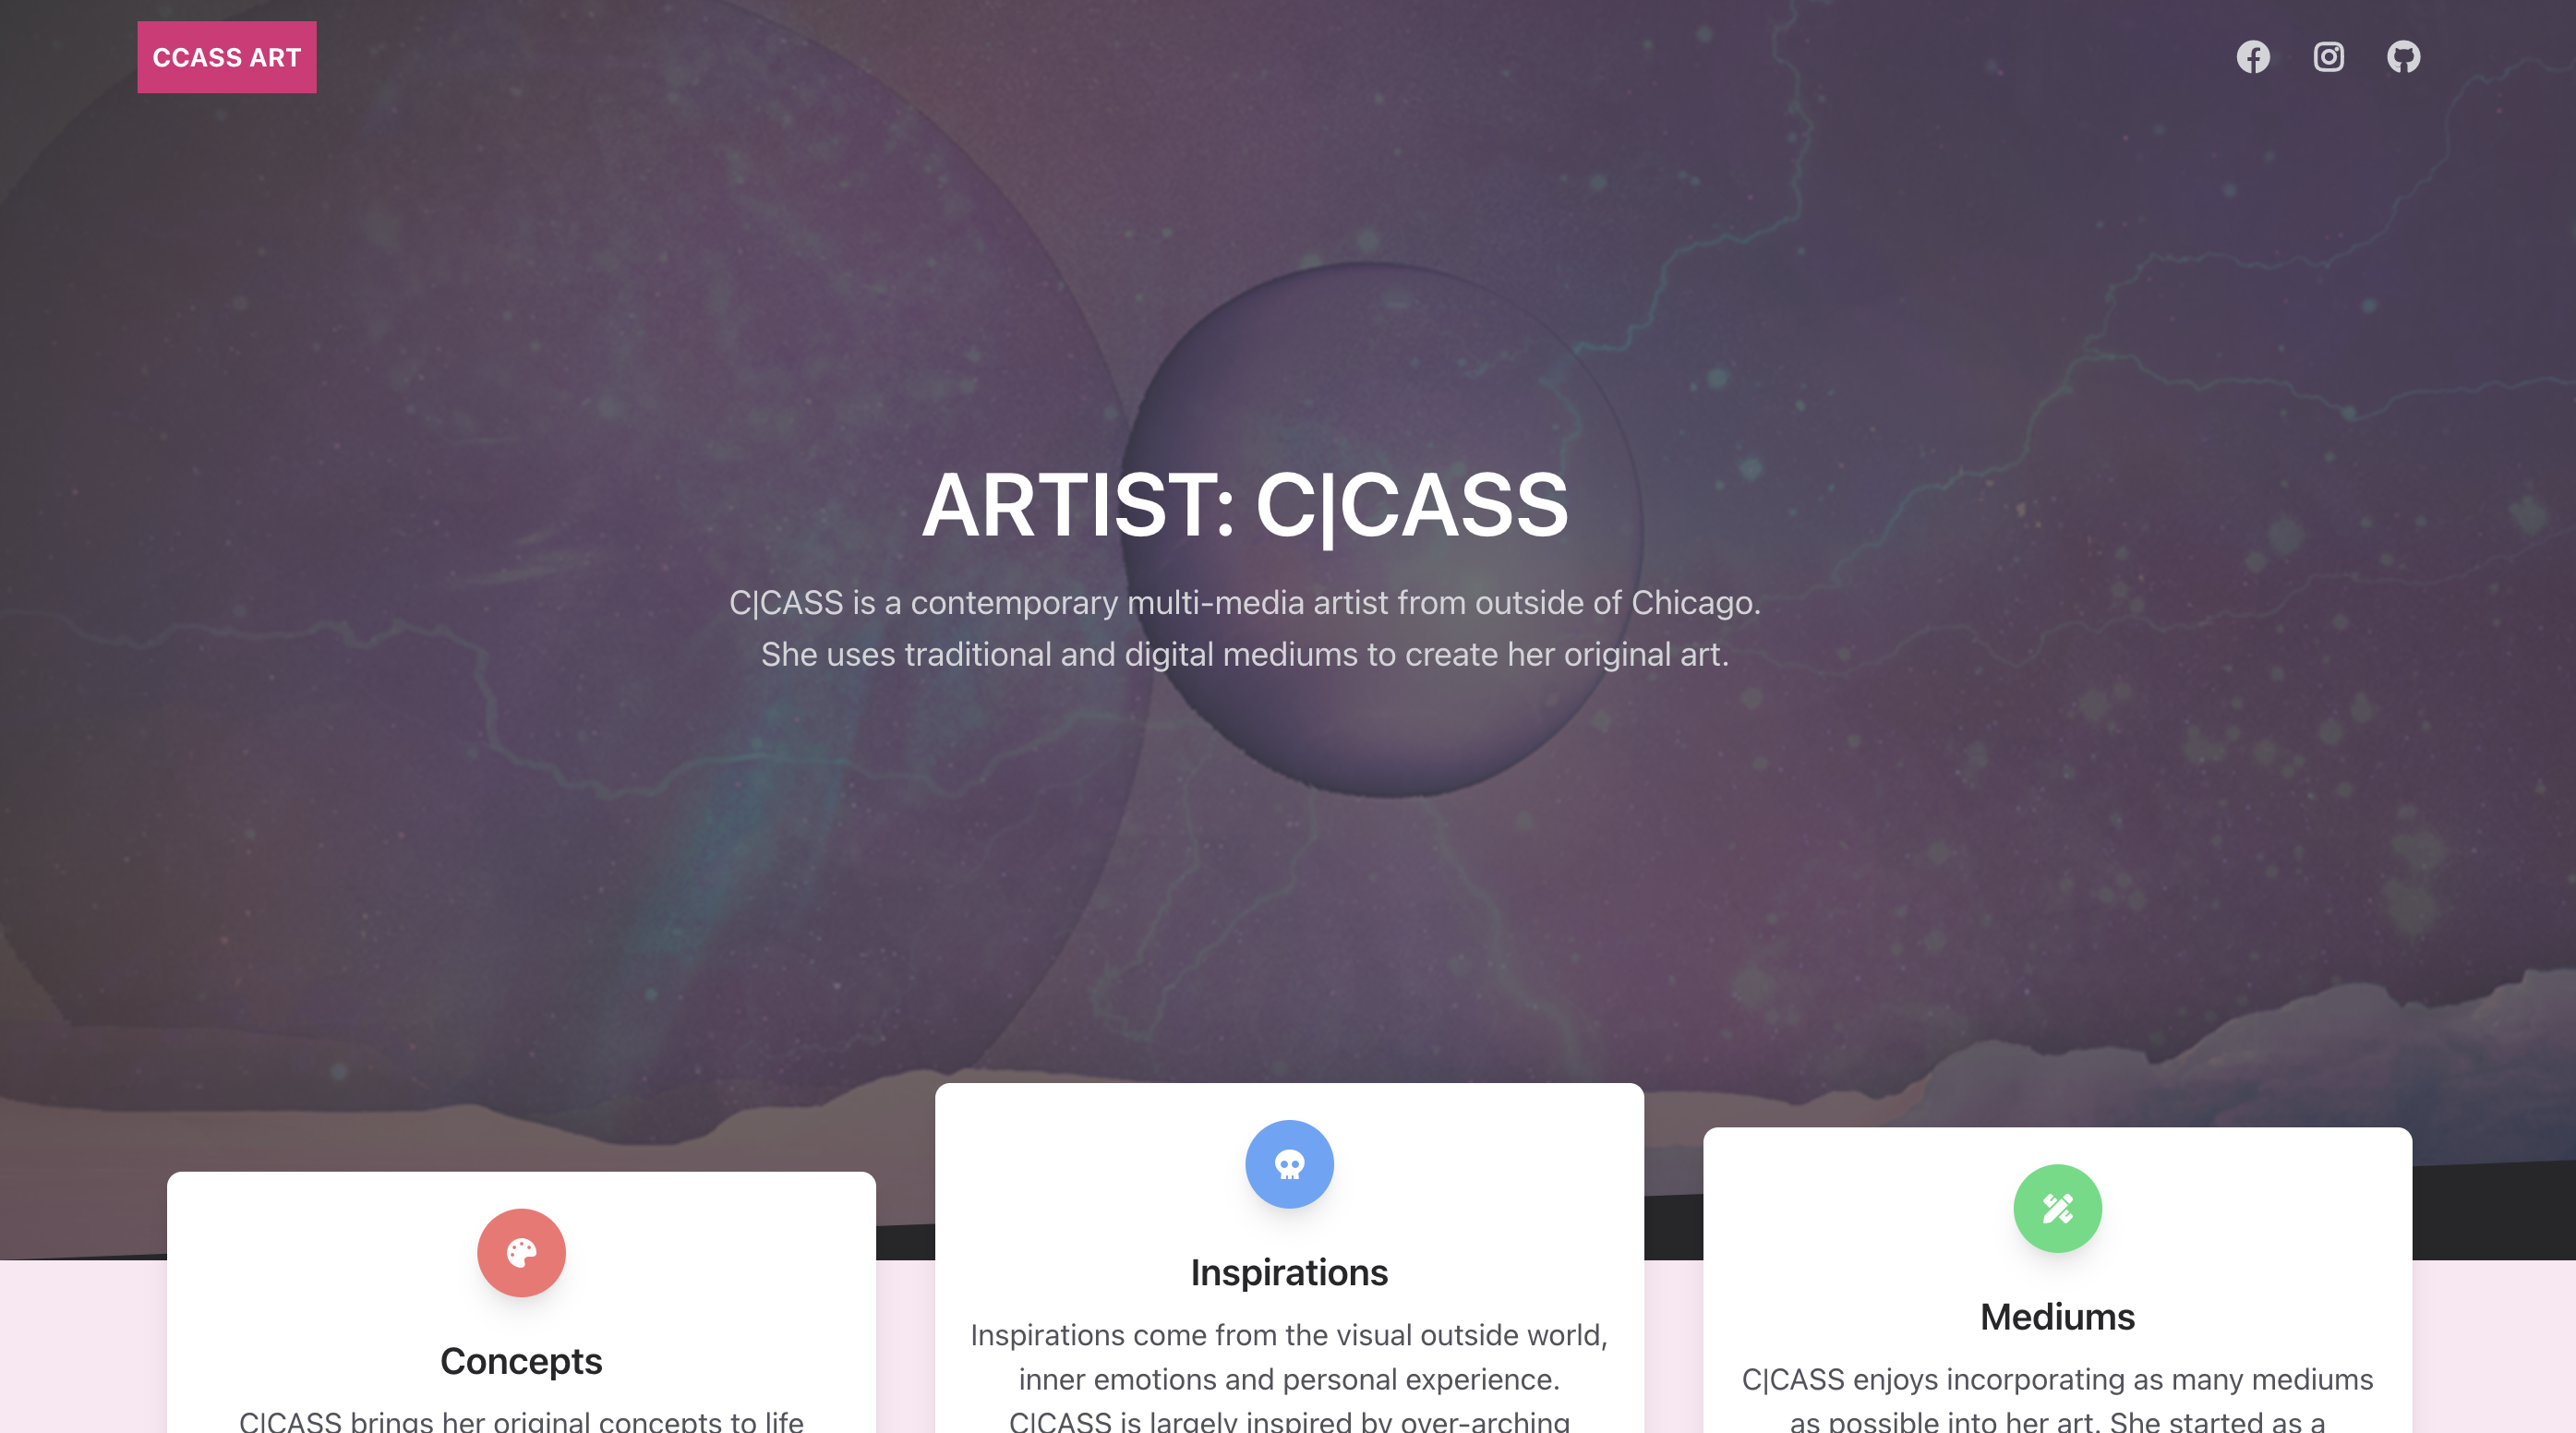 CCASS ART
ARTIST: C|CASS
C|CASS is a contemporary multi-media artist from outside of Chicago.
She uses traditional and digital mediums to create her original art.
Concepts
C|CASS brings her original concepts to life
Inspirations
Inspirations come from the visual outside world,
inner emotions and personal experience.
C|CASS is largely inspired by over-arching
Mediums
C|CASS enjoys incorporating as many mediums
as possible into her art. She started as a